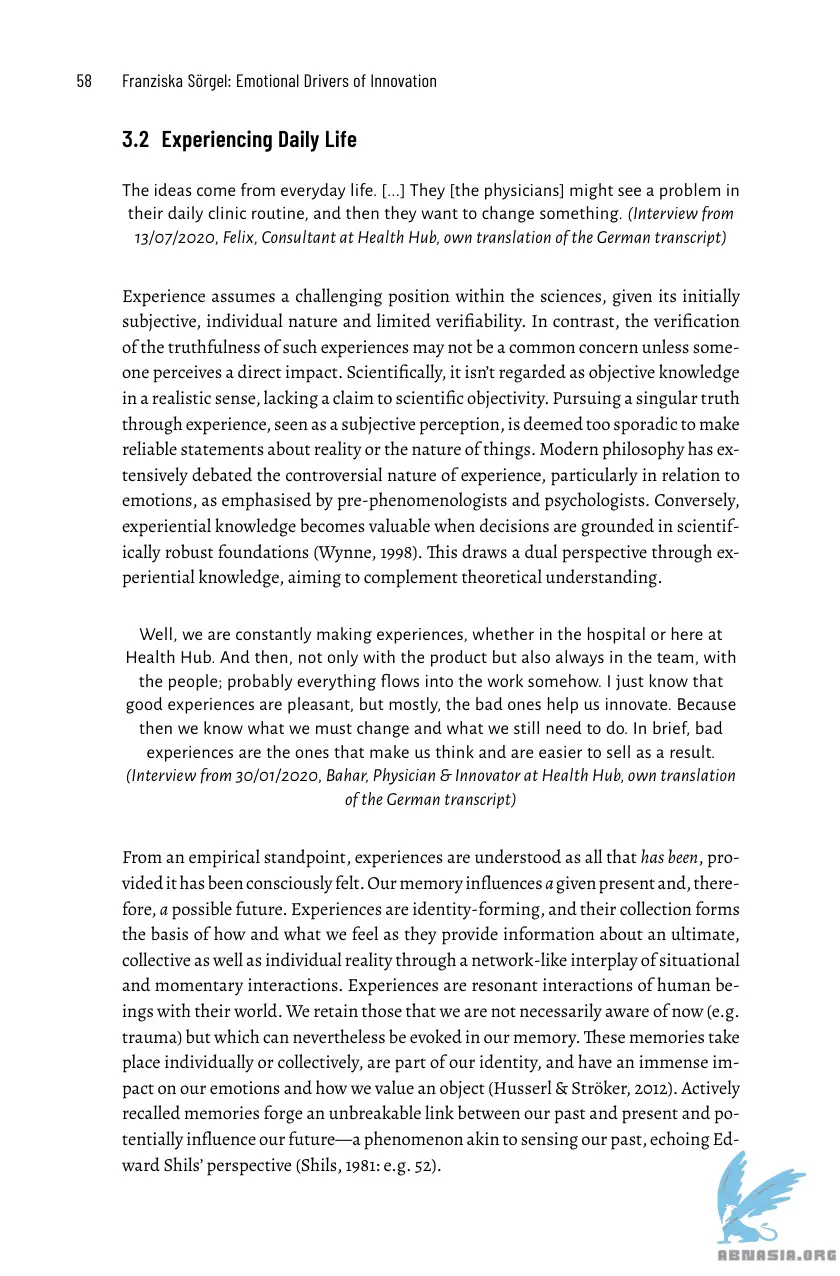 58 Franziska Sörgel: Emotional Drivers of Innovation
3.2 Experiencing Daily Life
The ideas come from everyday life. [...] They [the physicians] might see a problem in
their daily clinic routine, and then they want to change something. (Interview from
13/07/2020, Felix, Consultant at Health Hub, own translation of the German transcript)
Experience assumes a challenging position within the sciences, given its initially
subjective, individual nature and limited verifiability. In contrast, the verification
of the truthfulness of such experiences may not be a common concern unless some-
one perceives a direct impact. Scientifically, it isn’t regarded as objective knowledge
in a realistic sense, lacking a claim to scientific objectivity. Pursuing a singular truth
through experience, seen as a subjective perception, is deemed too sporadic to make
reliable statements about reality or the nature of things. Modern philosophy has ex-
tensively debated the controversial nature of experience, particularly in relation to
emotions, as emphasised by pre-phenomenologists and psychologists. Conversely,
experiential knowledge becomes valuable when decisions are grounded in scientif-
ically robust foundations (Wynne, 1998). This draws a dual perspective through ex-
periential knowledge, aiming to complement theoretical understanding.
Well, we are constantly making experiences, whether in the hospital or here at
Health Hub. And then, not only with the product but also always in the team, with
the people; probably everything flows into the work somehow. I just know that
good experiences are pleasant, but mostly, the bad ones help us innovate. Because
then we know what we must change and what we still need to do. In brief, bad
experiences are the ones that make us think and are easier to sell as a result.
(Interview from 30/01/2020, Bahar, Physician & Innovator at Health Hub, own translation
of the German transcript)
From an empirical standpoint, experiences are understood as all that has been, pro-
vided it has been consciously felt. Our memory influences a given present and, there-
fore, a possible future. Experiences are identity-forming, and their collection forms
the basis of how and what we feel as they provide information about an ultimate,
collective as well as individual reality through a network-like interplay of situational
and momentary interactions. Experiences are resonant interactions of human be-
ings with their world. We retain those that we are not necessarily aware of now (e.g.
trauma) but which can nevertheless be evoked in our memory. These memories take
place individually or collectively, are part of our identity, and have an immense im-
pact on our emotions and how we value an object (Husserl & Ströker, 2012). Actively
recalled memories forge an unbreakable link between our past and present and po-
tentially influence our future—a phenomenon akin to sensing our past, echoing Ed-
ward Shils’ perspective (Shils, 1981: e.g. 52).
ABNASIA.ORG